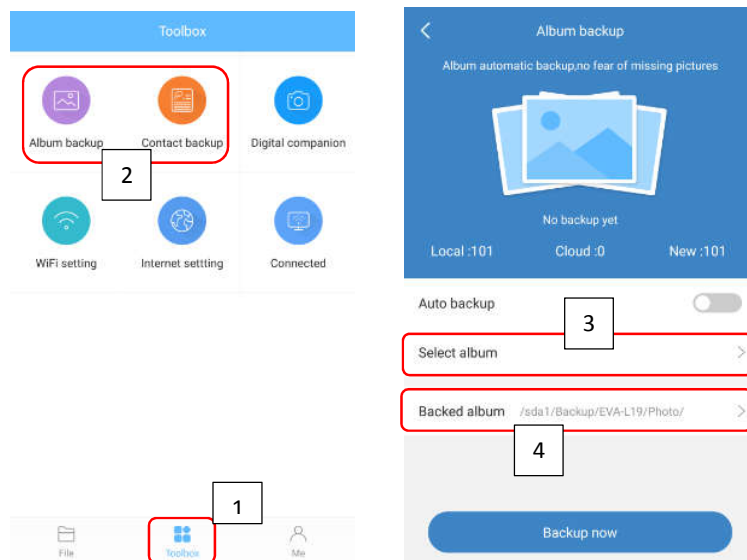 Toolbox
Album backup
Contact backup
Digital companion
2
WiFi setting
Internet settting
Connected
1
File
Toolbox
Me
Album backup
Album automatic backup,no fear of missing pictures
No backup yet
Local :101
Cloud :0
New :101
Auto backup
3
Select album
Backed album /sda1/Backup/EVA-L19/Photo/
4
Backup now